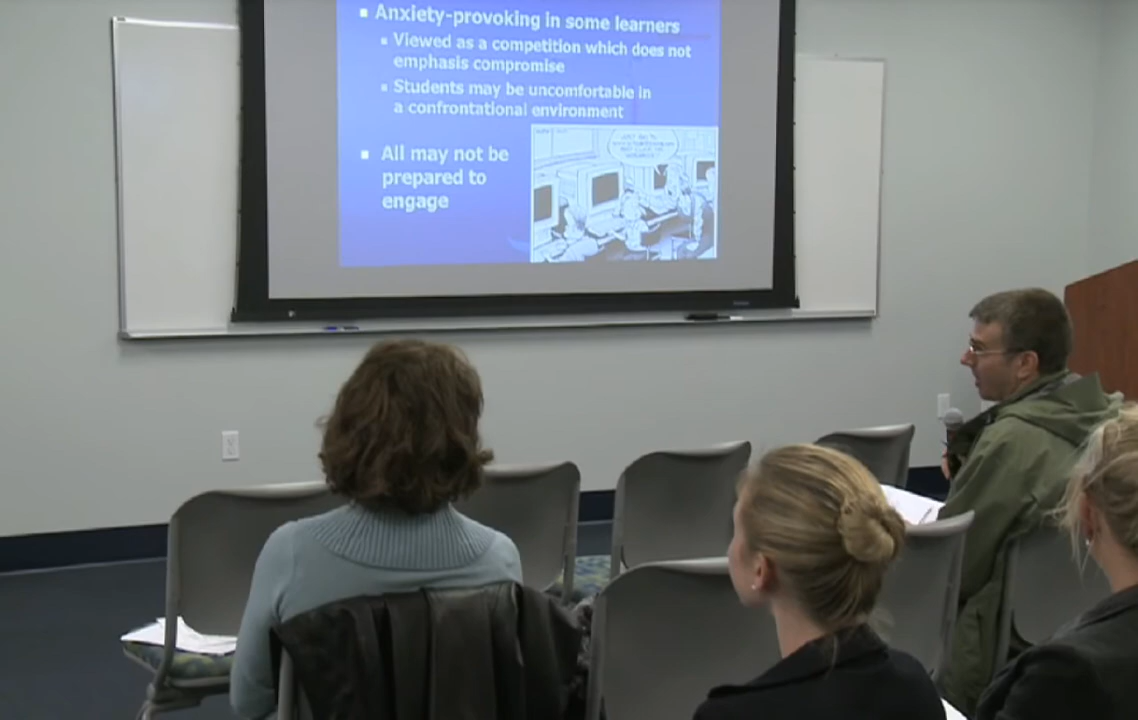 Anxiety-provoking in some learners
Viewed as a competition which does not
emphasis compromise
Students may be uncomfortable in
a confrontational environment
All may not be
prepared to
engage